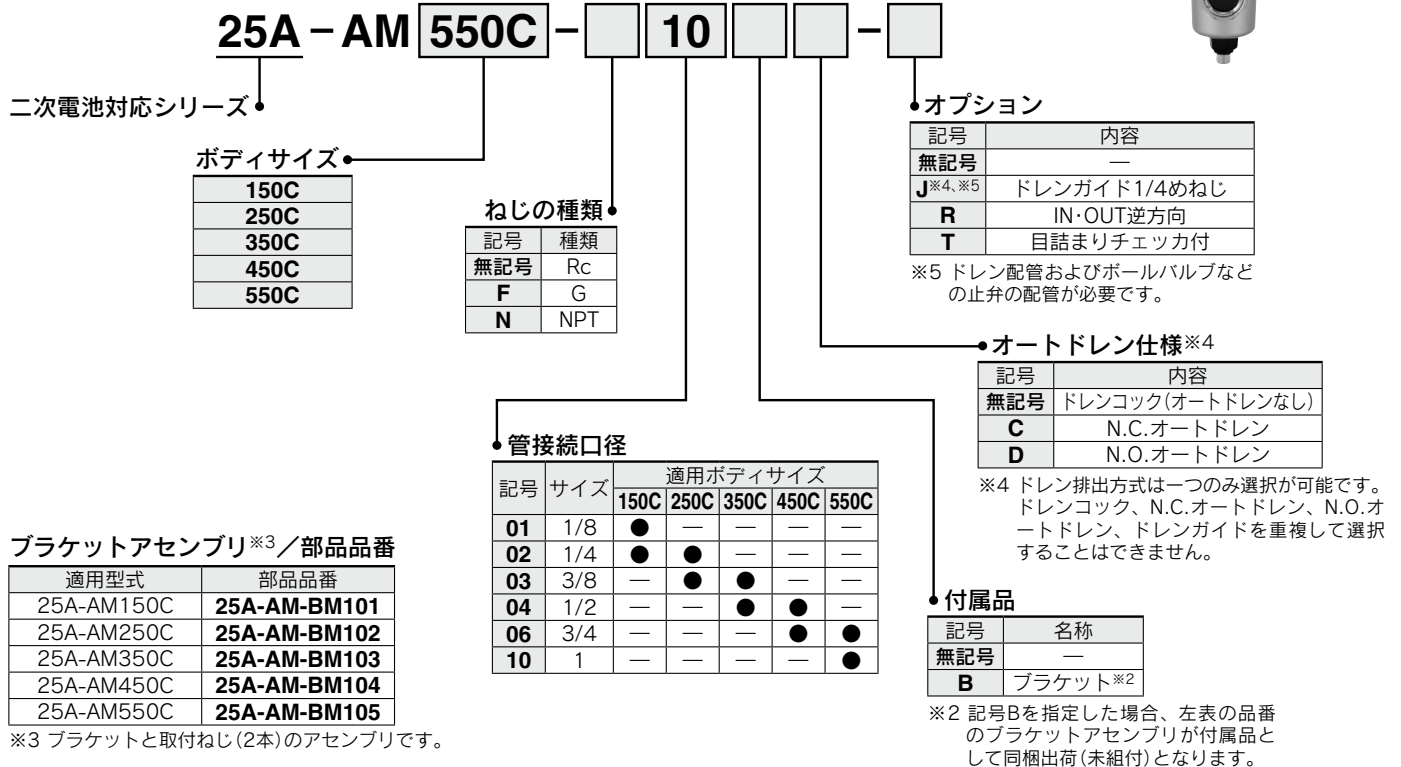 25A－AM 550C－ 10 －
二次電池対応シリーズ
ボディサイズ
150C
250C
350C
450C
550C
ねじの種類
記号 種類
無記号 Rc
F G
N NPT
オプション
記号 内容
無記号 —
J※4、※5 ドレンガイド1/4めねじ
R IN･OUT逆方向
T 目詰まりチェッカ付
※5 ドレン配管およびボールバルブなど
の止弁の配管が必要です。
オートドレン仕様※4
記号 内容
無記号 ドレンコック(オートドレンなし)
C N.C.オートドレン
D N.O.オートドレン
※4 ドレン排出方式は一つのみ選択が可能です。
ドレンコック、N.C.オートドレン、N.O.オ
ートドレン、ドレンガイドを重複して選択
することはできません。
管接続口径
記号 サイズ 適用ボディサイズ
150C 250C 350C 450C 550C
01 1/8 ● — — — —
02 1/4 ● ● — — —
03 3/8 — ● ● — —
04 1/2 — — ● ● —
06 3/4 — — — ● ●
10 1 — — — — ●
付属品
記号 名称
無記号 —
B ブラケット※2
※2 記号Bを指定した場合、左表の品番
のブラケットアセンブリが付属品と
して同梱出荷(未組付)となります。
ブラケットアセンブリ※3／部品品番
適用型式 部品品番
25A-AM150C 25A-AM-BM101
25A-AM250C 25A-AM-BM102
25A-AM350C 25A-AM-BM103
25A-AM450C 25A-AM-BM104
25A-AM550C 25A-AM-BM105
※3 ブラケットと取付ねじ(2本)のアセンブリです。